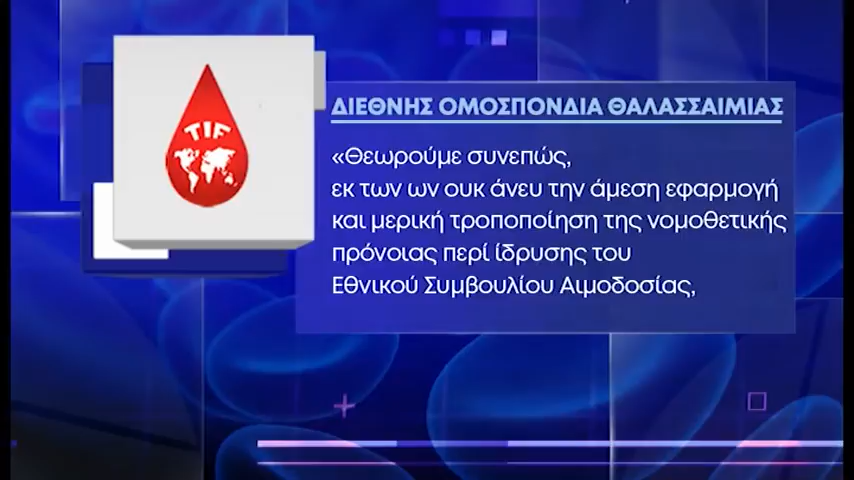 TIF
ΔΙΕΘΝΗΣ ΟΜΟΣΠΟΝΔΙΑ ΘΑΛΑΣΣΑΙΜΙΑΣ
«Θεωρούμε συνεπώς,
εκ των ων ουκ άνευ την άμεση εφαρμογή
και μερική τροποποίηση της νομοθετικής
πρόνοιας περί ίδρυσης του
Εθνικού Συμβουλίου Αιμοδοσίας,